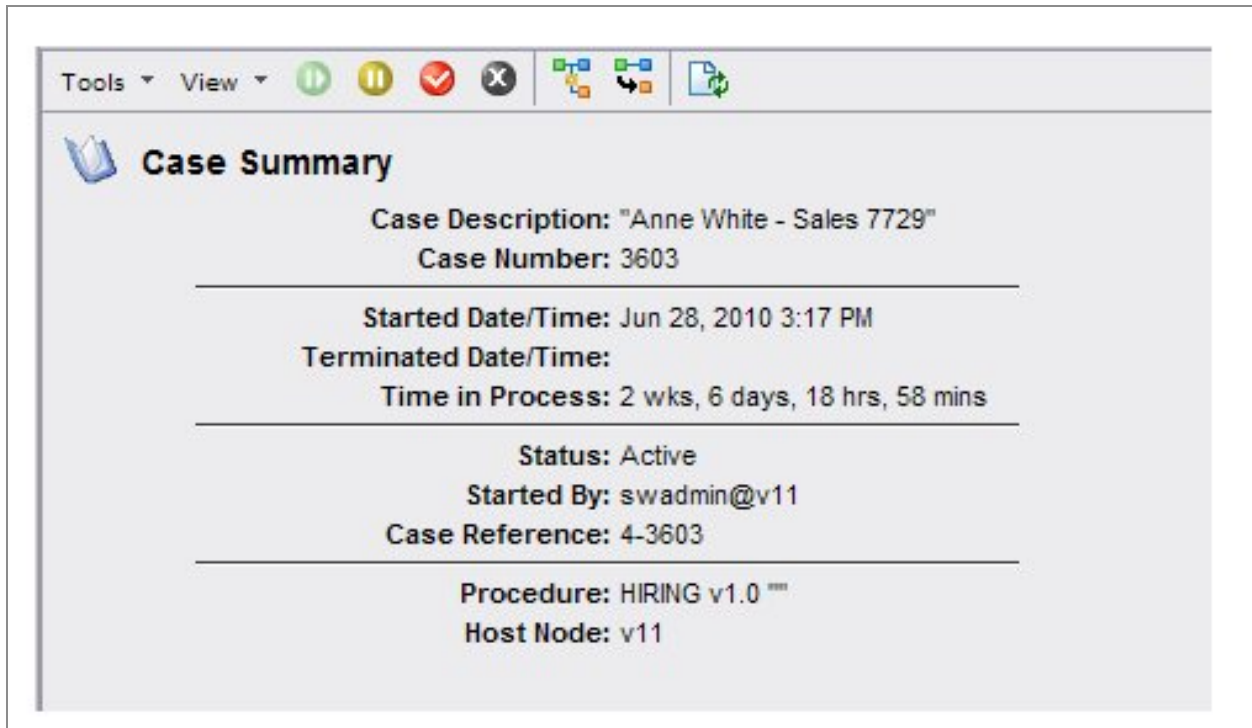 Tools View
Case Summary
Case Description: "Anne White - Sales 7729"
Case Number: 3603
Started Date/Time: Jun 28, 2010 3:17 PM
Terminated Date/Time:
Time in Process: 2 wks, 6 days, 18 hrs, 58 mins
Status: Active
Started By: swadmin@v11
Case Reference: 4-3603
Procedure: HIRING v1.0 ""
Host Node: v11